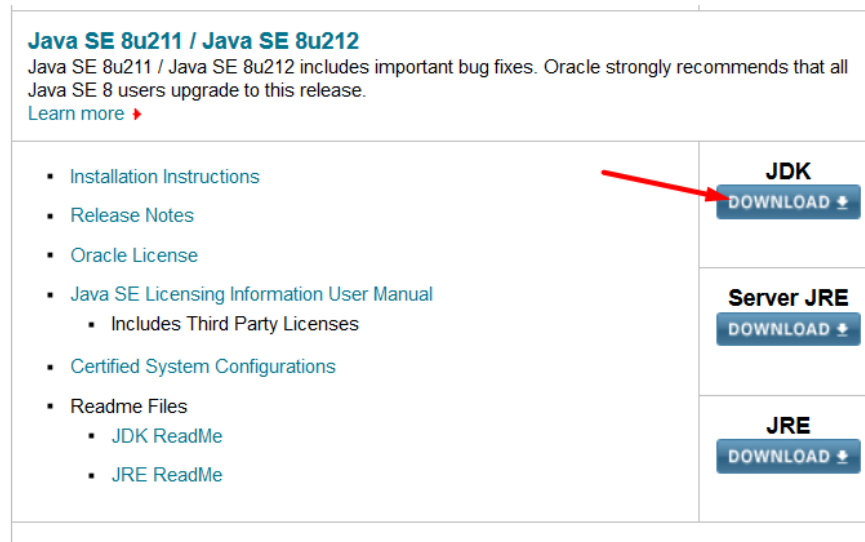 Java SE 8u211 / Java SE 8u212
Java SE 8u211 / Java SE 8u212 includes important bug fixes. Oracle strongly recommends that all
Java SE 8 users upgrade to this release.
Learn more
Installation Instructions
Release Notes
Oracle License
Java SE Licensing Information User Manual
Includes Third Party Licenses
Certified System Configurations
Readme Files
JDK ReadMe
JRE ReadMe
JDK
DOWNLOAD
Server JRE
DOWNLOAD
JRE
DOWNLOAD